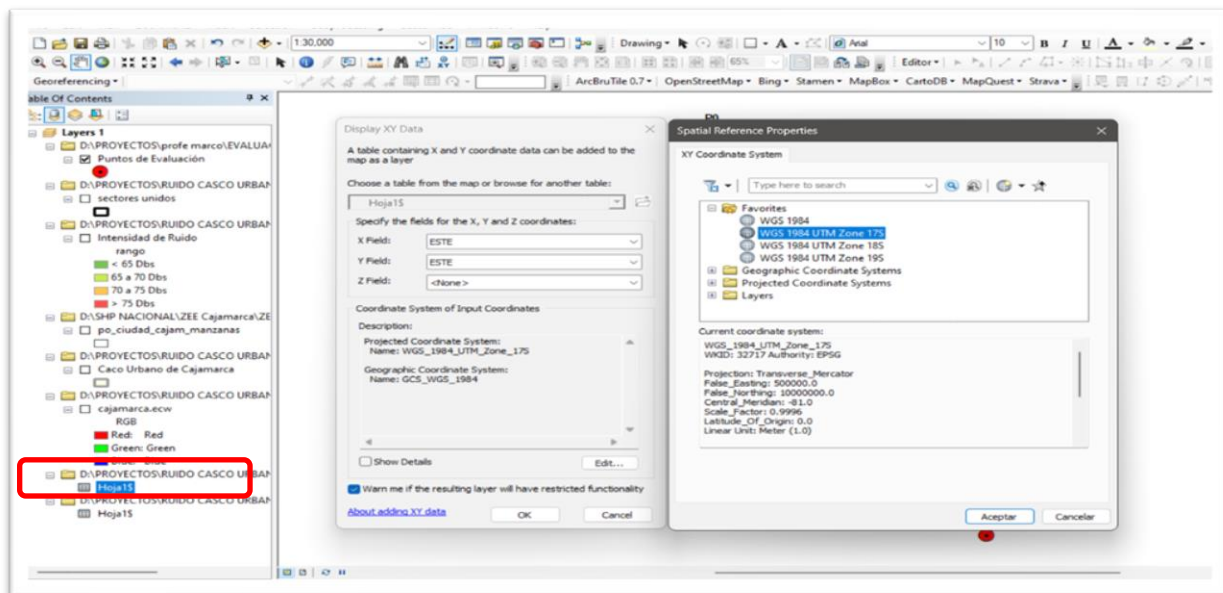 1:30,000
Drawing
Arial
10
B I U A
65%
Editor
Georeferencing
ArcBruTile 0.7 OpenStreetMap Bing Stamen MapBox CartoDB MapQuest Strava
able Of Contents
Layers 1
D:\PROYECTOS\profe marco\EVALUA
Puntos de Evaluación
D:\PROYECTOS\RUIDO CASCO URBAN
sectores unidos
D:\PROYECTOS\RUIDO CASCO URBAN
Intensidad de Ruido
rango
< 65 Dbs
65 a 70 Dbs
70 a 75 Dbs
> 75 Dbs
D:\SHP NACIONAL\ZEE Cajamarca\ZE
po_ciudad_cajam_manzanas
D:\PROYECTOS\RUIDO CASCO URBAN
Caco Urbano de Cajamarca
D:\PROYECTOS\RUIDO CASCO URBAN
cajamarca.ecw
RGB
Red: Red
Green: Green
D:\PROYECTOS\RUIDO CASCO URBAN
Hoja1$
D:\PROYECTOS\RUIDO CASCO URBAN
Hoja1$
Display XY Data
A table containing X and Y coordinate data can be added to the
map as a layer
Choose a table from the map or browse for another table:
Hoja1$
Specify the fields for the X, Y and Z coordinates:
X Field: ESTE
Y Field: ESTE
Z Field: <None>
Coordinate System of Input Coordinates
Description:
Projected Coordinate System:
Name: WGS_1984_UTM_Zone_17S
Geographic Coordinate System:
Name: GCS_WGS_1984
Show Details
Edit...
Warn me if the resulting layer will have restricted functionality
About adding XY data
OK
Cancel
Spatial Reference Properties
XY Coordinate System
Type here to search
Favorites
WGS 1984
WGS 1984 UTM Zone 17S
WGS 1984 UTM Zone 18S
WGS 1984 UTM Zone 19S
Geographic Coordinate Systems
Projected Coordinate Systems
Layers
Current coordinate system:
WGS_1984_UTM_Zone_17S
WKID: 32717 Authority: EPSG
Projection: Transverse_Mercator
False_Easting: 500000.0
False_Northing: 10000000.0
Central_Meridian: -81.0
Scale_Factor: 0.9996
Latitude_Of_Origin: 0.0
Linear Unit: Meter (1.0)
Aceptar
Cancelar